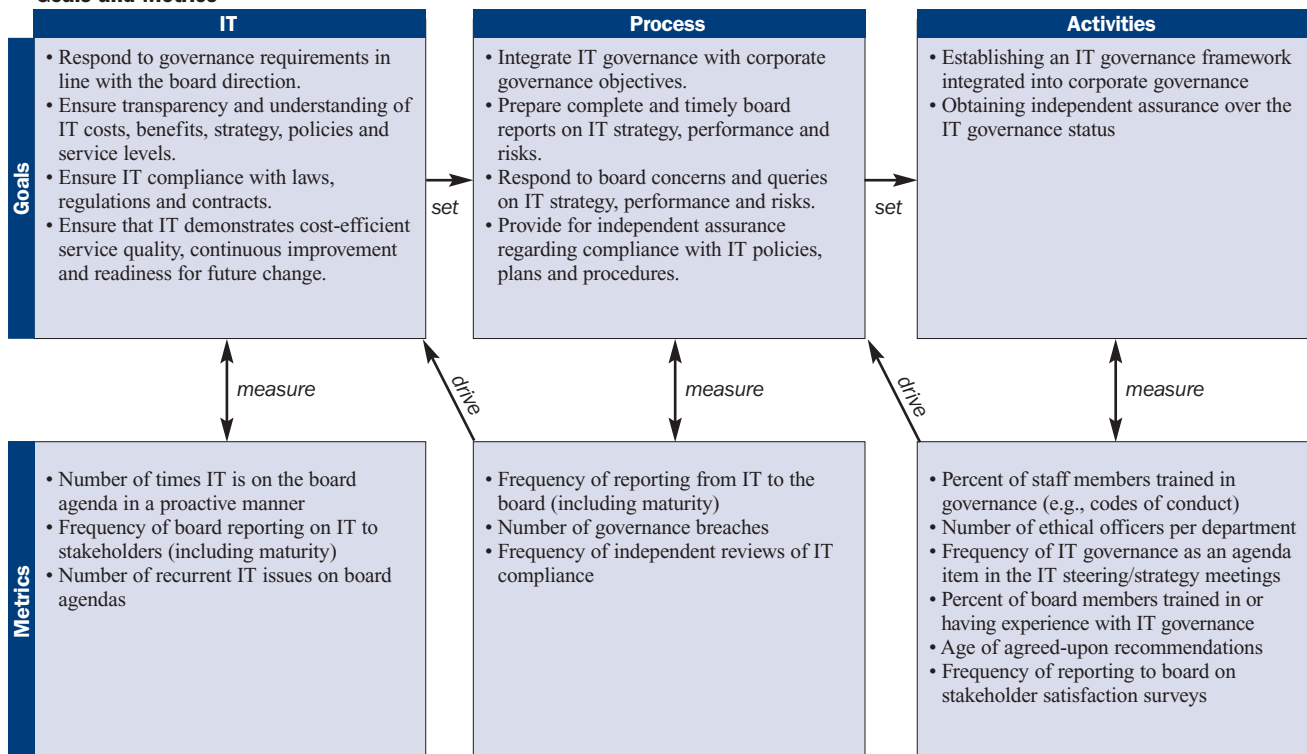 Goals and Metrics
IT
Process
Activities
Goals
• Respond to governance requirements in
line with the board direction.
• Ensure transparency and understanding of
IT costs, benefits, strategy, policies and
service levels.
• Ensure IT compliance with laws,
regulations and contracts.
• Ensure that IT demonstrates cost-efficient
service quality, continuous improvement
and readiness for future change.
set
• Integrate IT governance with corporate
governance objectives.
• Prepare complete and timely board
reports on IT strategy, performance and
risks.
• Respond to board concerns and queries
on IT strategy, performance and risks.
• Provide for independent assurance
regarding compliance with IT policies,
plans and procedures.
set
• Establishing an IT governance framework
integrated into corporate governance
• Obtaining independent assurance over the
IT governance status
measure
drive
measure
drive
measure
Metrics
• Number of times IT is on the board
agenda in a proactive manner
• Frequency of board reporting on IT to
stakeholders (including maturity)
• Number of recurrent IT issues on board
agendas
• Frequency of reporting from IT to the
board (including maturity)
• Number of governance breaches
• Frequency of independent reviews of IT
compliance
• Percent of staff members trained in
governance (e.g., codes of conduct)
• Number of ethical officers per department
• Frequency of IT governance as an agenda
item in the IT steering/strategy meetings
• Percent of board members trained in or
having experience with IT governance
• Age of agreed-upon recommendations
• Frequency of reporting to board on
stakeholder satisfaction surveys